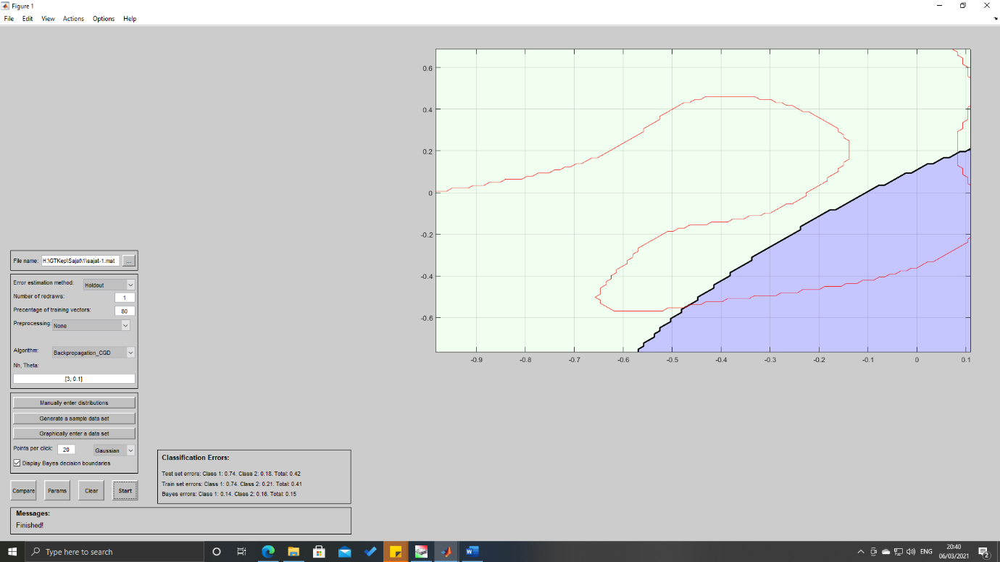 Figure 1
File Edit View Actions Options Help
0.6
0.4
0.2
0
-0.2
-0.4
-0.6
-0.9 -0.8 -0.7 -0.6 -0.5 -0.4 -0.3 -0.2 -0.1 0 0.1
File name: H:\GTKep\Sajat\1\sajat-1.mat ...
Error estimation method: Holdout
Number of redraws: 1
Precentage of training vectors: 80
Preprocessing: None
Algorithm: Backpropagation_CGD
Nh, Theta:
[3, 0.1]
Manually enter distributions
Generate a sample data set
Graphically enter a data set
Points per click: 20 Gaussian
Display Bayes decision boundaries
Compare Params Clear Start
Classification Errors:
Test set errors: Class 1: 0.74. Class 2: 0.18. Total: 0.42
Train set errors: Class 1: 0.74. Class 2: 0.21. Total: 0.41
Bayes errors: Class 1: 0.14. Class 2: 0.16. Total: 0.15
Messages:
Finished!
Type here to search
ENG
20:40
06/03/2021
2